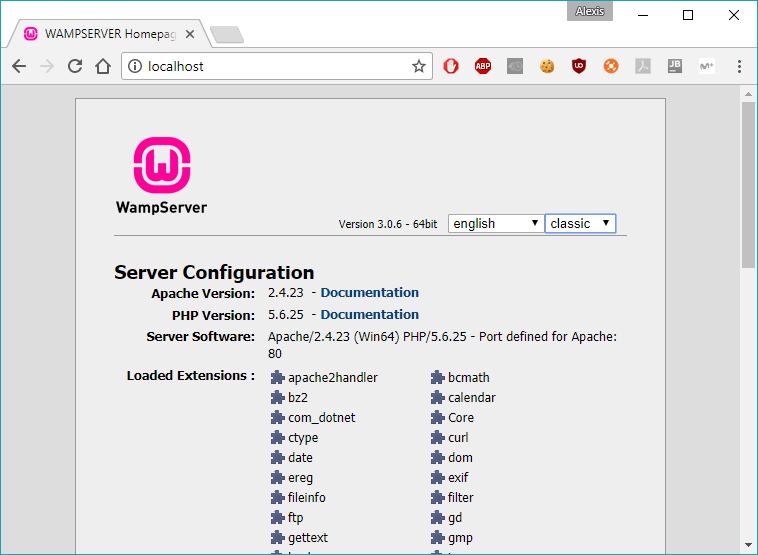 Alexis
WAMPSERVER Homepag
localhost
ABP
UD
JB
M+
WampServer
Version 3.0.6 - 64bit english classic
Server Configuration
Apache Version: 2.4.23 - Documentation
PHP Version: 5.6.25 - Documentation
Server Software: Apache/2.4.23 (Win64) PHP/5.6.25 - Port defined for Apache:
80
Loaded Extensions : apache2handler bcmath
bz2 calendar
com_dotnet Core
ctype curl
date dom
ereg exif
fileinfo filter
ftp gd
gettext gmp